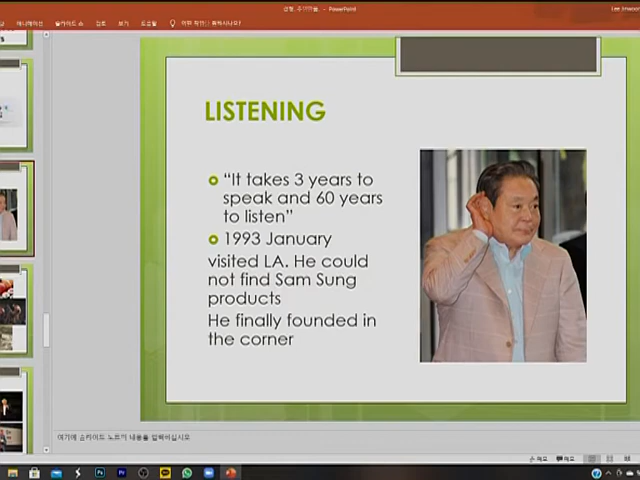 PowerPoint
애니메이션 슬라이드 쇼 검토 보기 도움말
LISTENING
“It takes 3 years to
speak and 60 years
to listen”
1993 January
visited LA. He could
not find Sam Sung
products
He finally founded in
the corner
여기에 슬라이드 노트의 내용을 입력하십시오